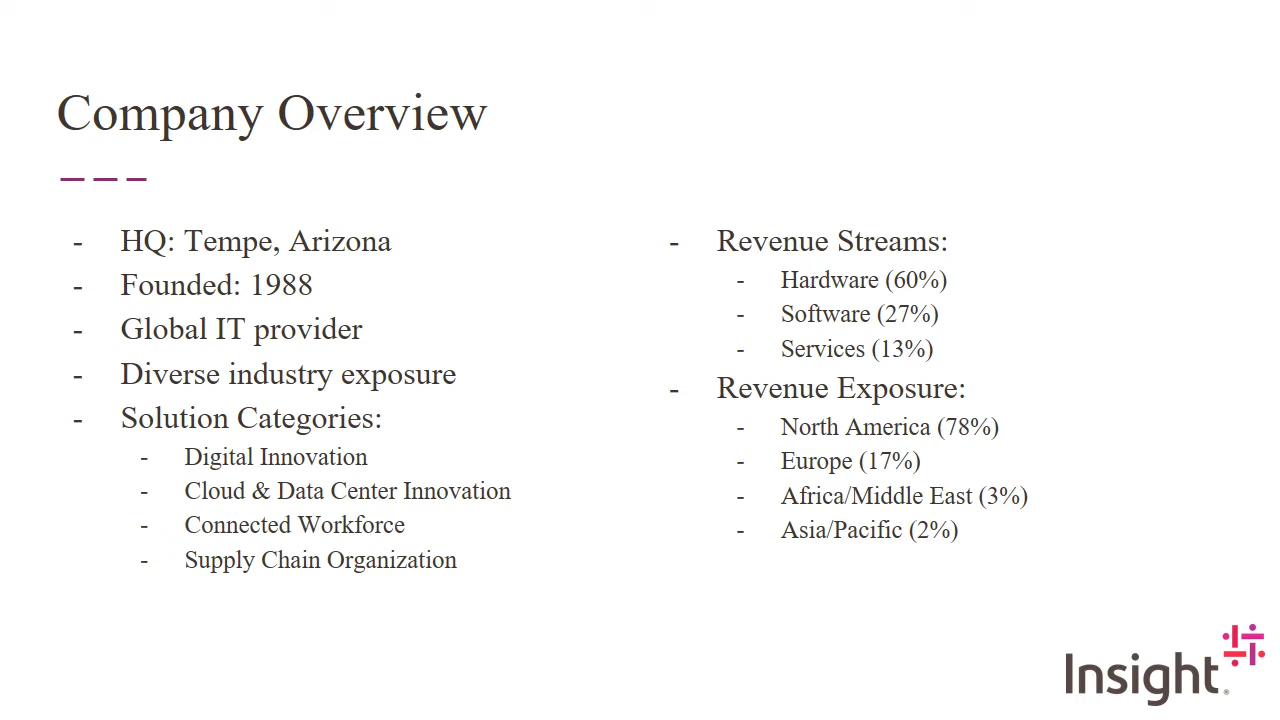 Company Overview
- HQ: Tempe, Arizona
- Founded: 1988
- Global IT provider
- Diverse industry exposure
- Solution Categories:
- Digital Innovation
- Cloud & Data Center Innovation
- Connected Workforce
- Supply Chain Organization
- Revenue Streams:
- Hardware (60%)
- Software (27%)
- Services (13%)
- Revenue Exposure:
- North America (78%)
- Europe (17%)
- Africa/Middle East (3%)
- Asia/Pacific (2%)
Insight®